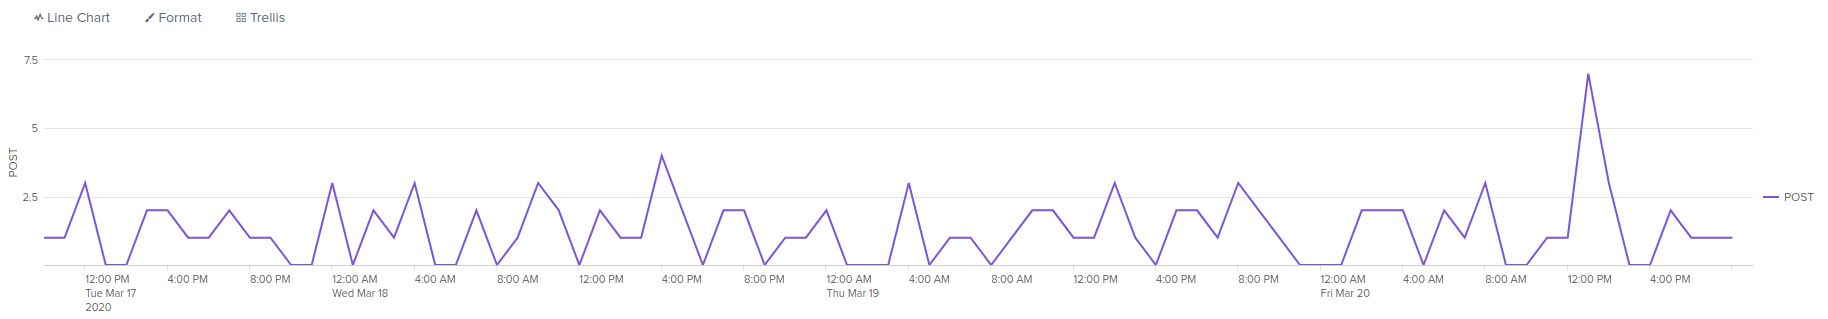 Line Chart Format Trellis
7.5
5
2.5
POST
POST
12:00 PM 4:00 PM 8:00 PM 12:00 AM 4:00 AM 8:00 AM 12:00 PM 4:00 PM 8:00 PM 12:00 AM 4:00 AM 8:00 AM 12:00 PM 4:00 PM 8:00 PM 12:00 AM 4:00 AM 8:00 AM 12:00 PM 4:00 PM
Tue Mar 17 Wed Mar 18 Thu Mar 19 Fri Mar 20
2020